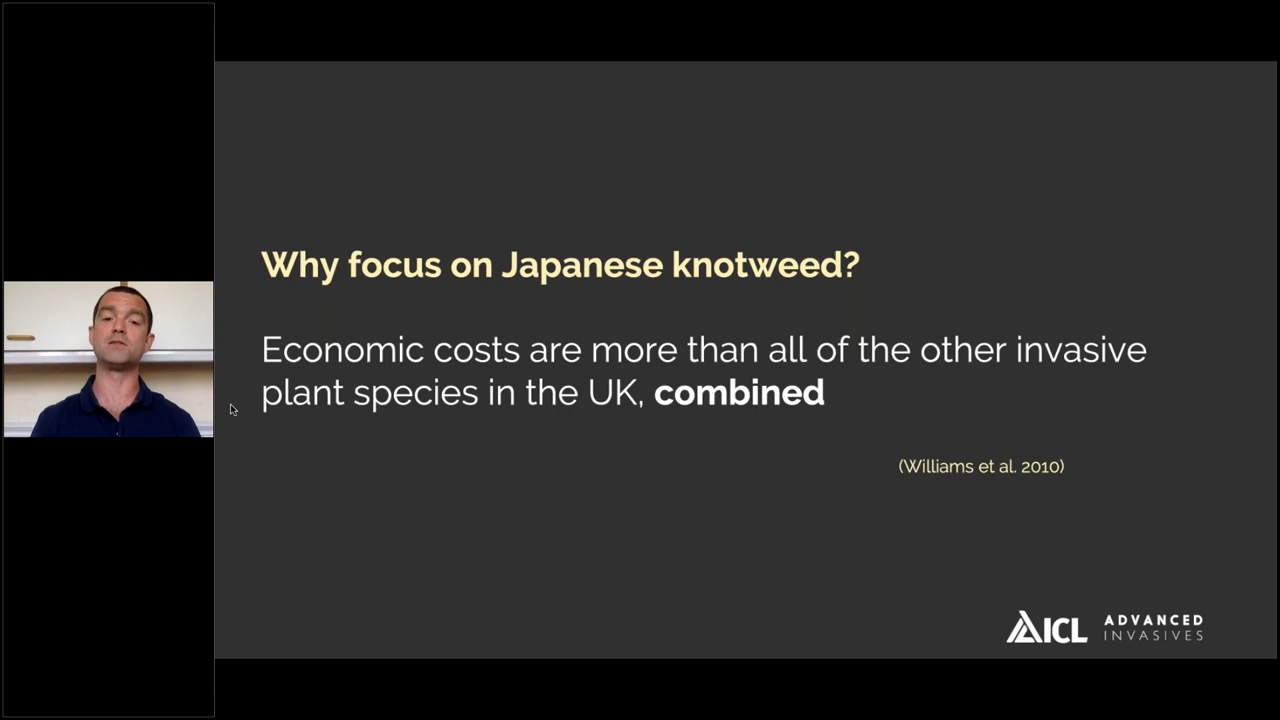 Why focus on Japanese knotweed?
Economic costs are more than all of the other invasive
plant species in the UK, combined
(Williams et al. 2010)
AICL ADVANCED
INVASIVES